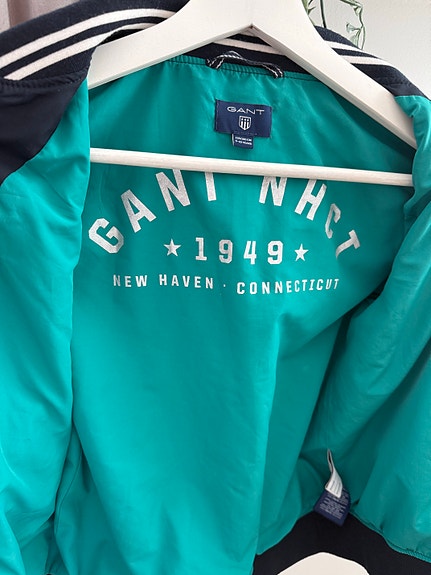 GANT
GANT NHCT
★ 1949 ★
NEW HAVEN · CONNECTICUT